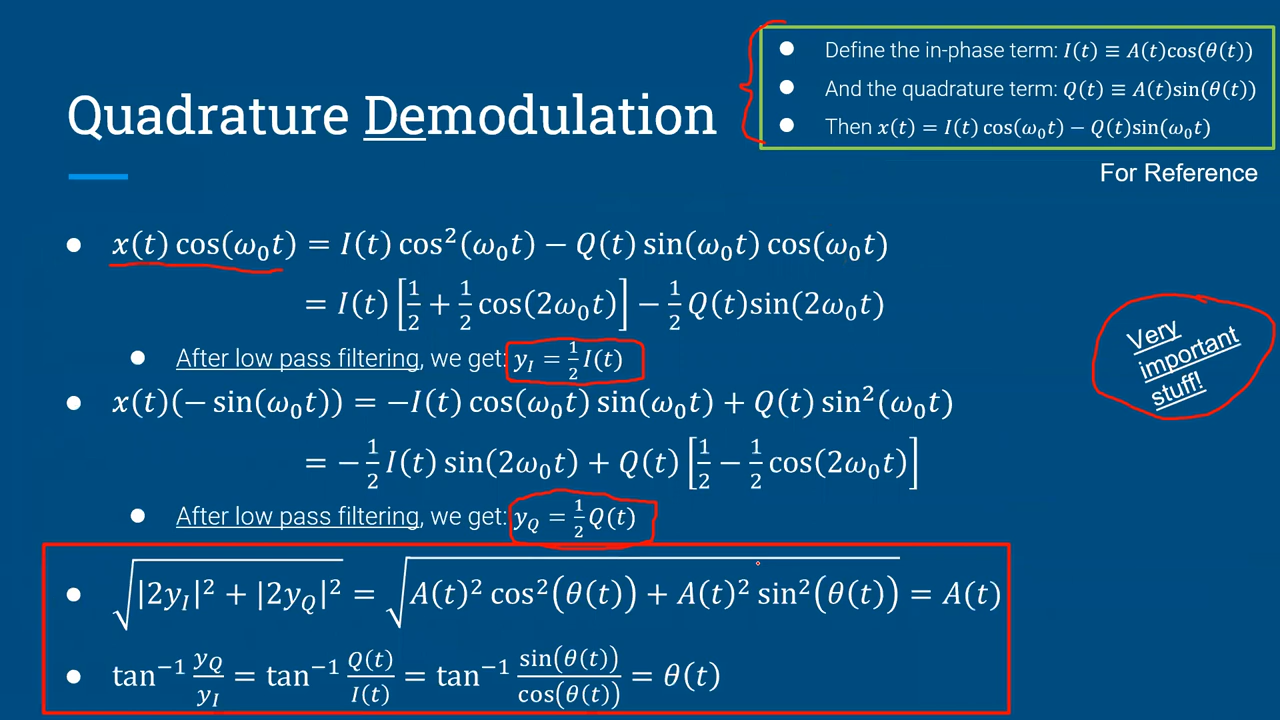 Quadrature Demodulation
● Define the in-phase term: I(t) ≡ A(t)cos(θ(t))
● And the quadrature term: Q(t) ≡ A(t)sin(θ(t))
● Then x(t) = I(t) cos(ω₀t) − Q(t)sin(ω₀t)
For Reference
● x(t) cos(ω₀t) = I(t) cos²(ω₀t) − Q(t) sin(ω₀t) cos(ω₀t)
= I(t) [1/2 + 1/2 cos(2ω₀t)] − 1/2 Q(t)sin(2ω₀t)
● After low pass filtering, we get: y_I = 1/2 I(t)
● x(t)(− sin(ω₀t)) = −I(t) cos(ω₀t) sin(ω₀t) + Q(t) sin²(ω₀t)
= −1/2 I(t) sin(2ω₀t) + Q(t) [1/2 − 1/2 cos(2ω₀t)]
● After low pass filtering, we get: y_Q = 1/2 Q(t)
Very
important
stuff!
● √(|2y_I|² + |2y_Q|²) = √(A(t)² cos²(θ(t)) + A(t)² sin²(θ(t))) = A(t)
● tan⁻¹ y_Q/y_I = tan⁻¹ Q(t)/I(t) = tan⁻¹ sin(θ(t))/cos(θ(t)) = θ(t)